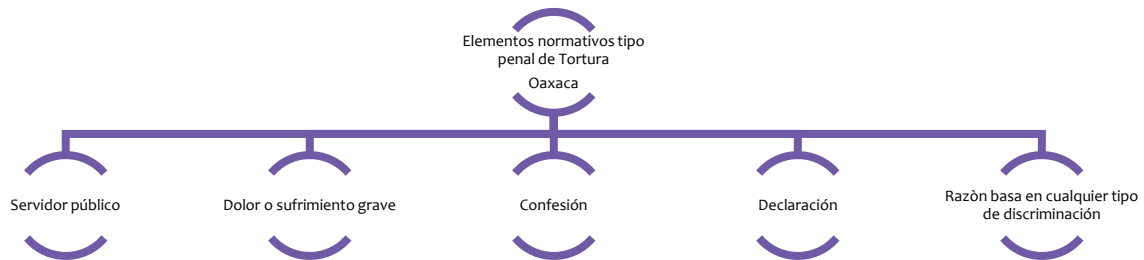 Elementos normativos tipo
penal de Tortura
Oaxaca
Servidor público
Dolor o sufrimiento grave
Confesión
Declaración
Razòn basa en cualquier tipo
de discriminación